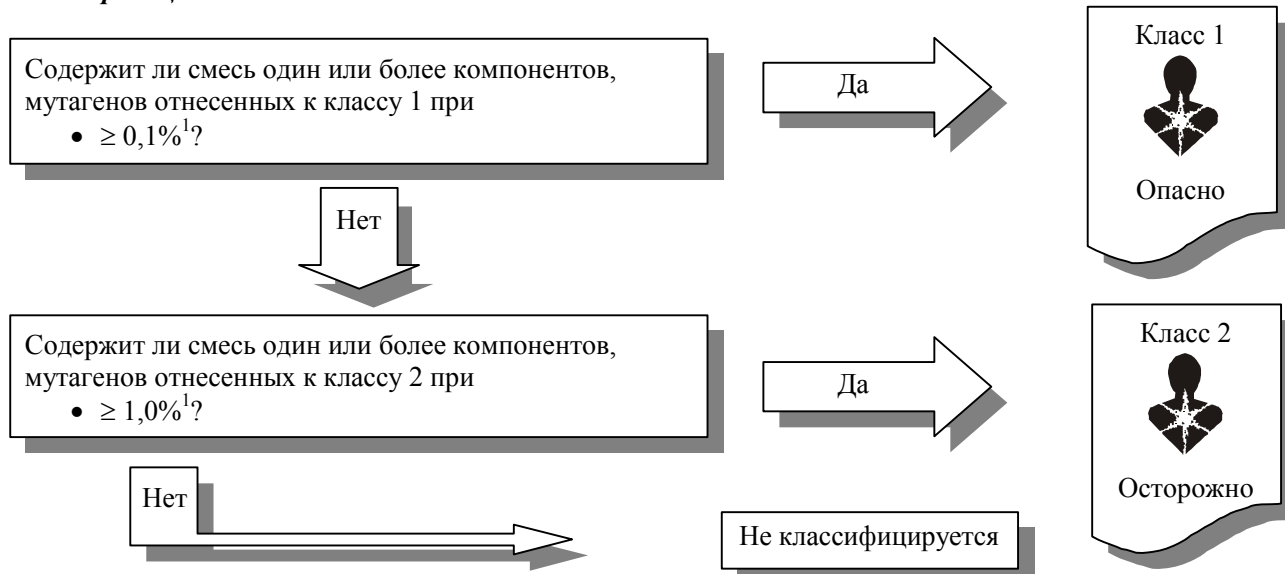 Содержит ли смесь один или более компонентов,
мутагенов отнесенных к классу 1 при
• ≥ 0,1%¹?
Да
Класс 1
Опасно
Нет
Содержит ли смесь один или более компонентов,
мутагенов отнесенных к классу 2 при
• ≥ 1,0%¹?
Да
Класс 2
Осторожно
Нет
Не классифицируется